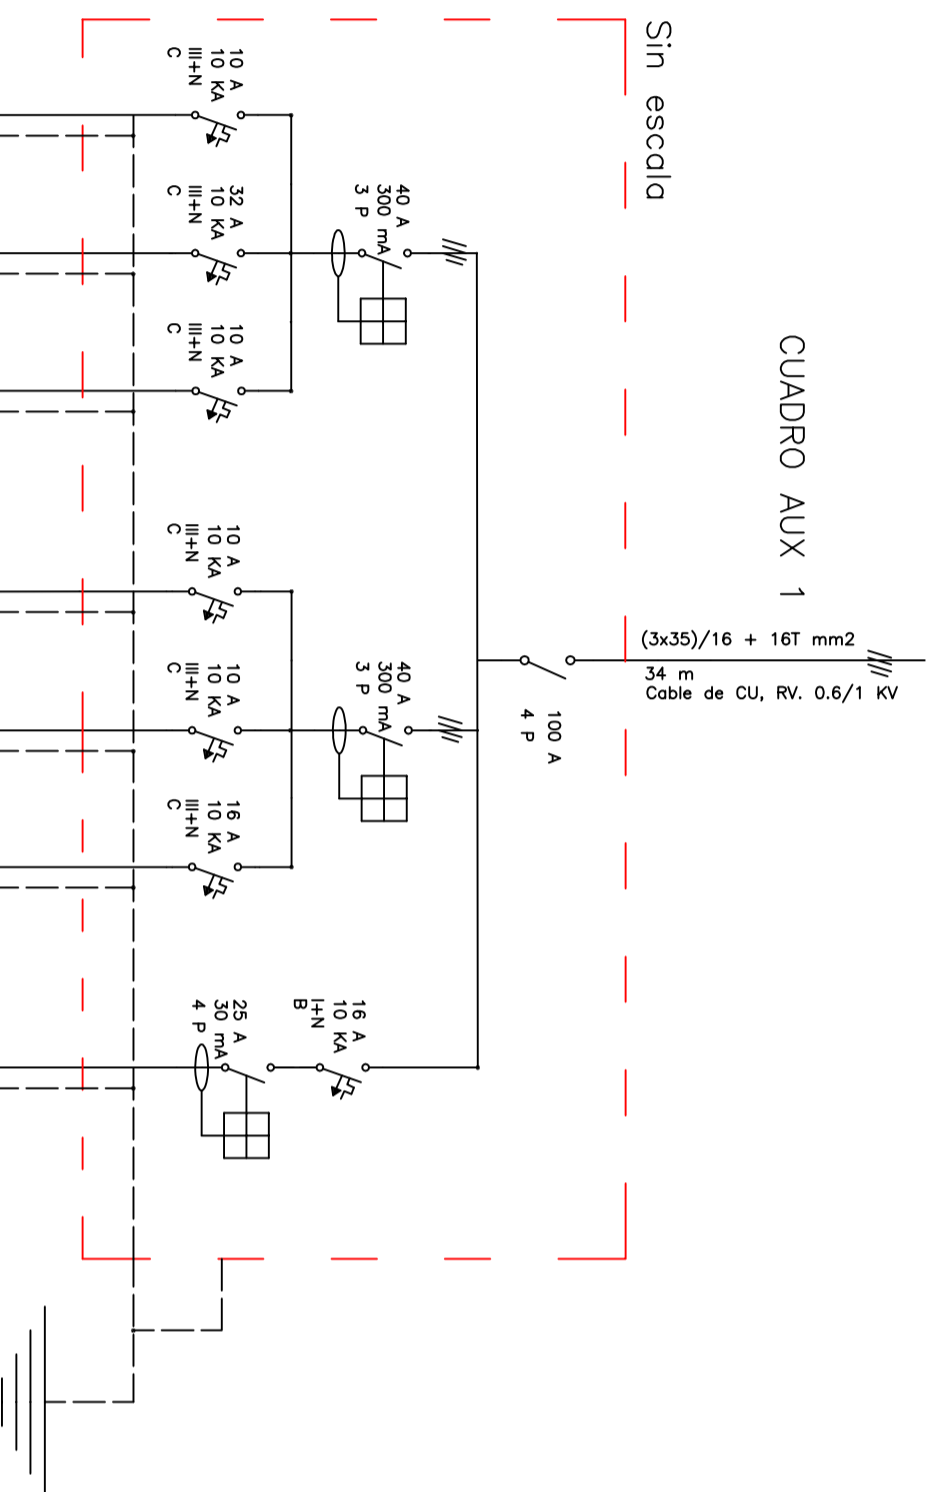 Sin escala
CUADRO AUX 1
(3x35)/16 + 16T mm2
34 m
Cable de CU, RV. 0.6/1 KV
100 A
4 P
40 A
300 mA
3 P
10 A
10 KA
III+N
C
32 A
10 KA
III+N
C
10 A
10 KA
III+N
C
40 A
300 mA
3 P
10 A
10 KA
III+N
C
10 A
10 KA
III+N
C
16 A
10 KA
III+N
C
16 A
10 KA
I+N
B
25 A
30 mA
4 P